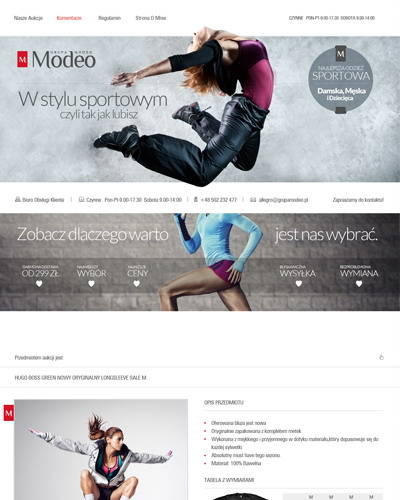 Nasze Aukcje Komentarze Regulamin Strona O Mnie
CZYNNE PON-PT-9.00-17.30 SOBOTA 9.00-14.00
M
GRUPA MODEO
Modeo
W stylu sportowym
czyli tak jak lubisz
M
NAJLEPSZA ODZIEŻ
SPORTOWA
Damska, Męska
i Dziecięca
Biuro Obsługi Klienta | Czynne Pon-Pt-9.00-17.30 Sobota 9.00-14.00 | +48 502 232 477 | allegro@grupamodeo.pl Zapraszamy do kontaktu!
Zobacz dlaczego warto jest nas wybrać.
DARMOWA DOSTAWA
OD 299 ZŁ
NAJWIĘKSZY
WYBÓR
NAJNIŻSZE
CENY
BŁYSKAWICZNA
WYSYŁKA
BEZPROBLEMOWA
WYMIANA
Przedmiotem aukcji jest
HUGO BOSS GREEN NOWY ORYGINALNY LONGSLEEVE SALE M
M
OPIS PRZEDMIOTU
Oferowana bluza jest nowa
Oryginalnie zapakowana z kompletem metek
Wykonana z miękkiego i przyjemnego w dotyku materiału,który dopasowuje się do
każdej sylwetki
Absolutny must have tego sezonu.
Materiał: 100% Bawełna
TABELA Z WYMIARAMI
M M M M